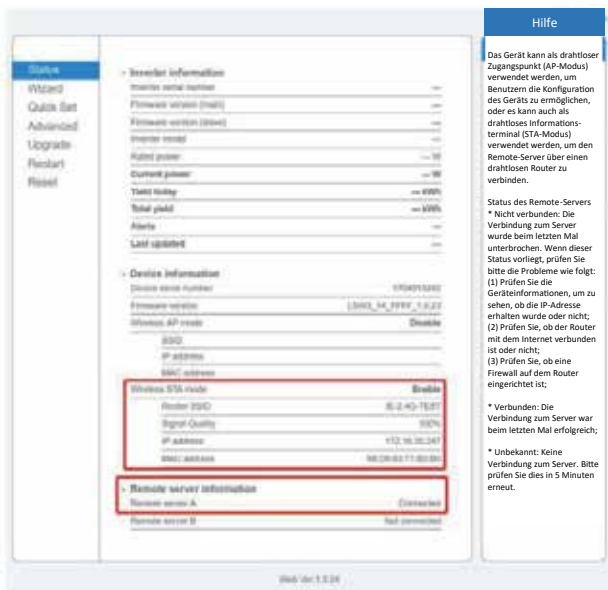 Hilfe
Status
Wizard
Quick Set
Advanced
Upgrade
Restart
Reset
- Inverter information
Inverter serial number ---
Firmware version (main) ---
Firmware version (slave) ---
Inverter model ---
Rated power --- W
Current power --- W
Yield today --- kWh
Total yield --- kWh
Alerts ---
Last updated ---
- Device information
Device serial number
Firmware version
Wireless AP mode Disable
SSID
IP address
MAC address
Wireless STA mode Enable
Router SSID
Signal Quality 100%
IP address
MAC address
- Remote server information
Remote server A Connected
Remote server B Not connected
Das Gerät kann als drahtloser
Zugangspunkt (AP-Modus)
verwendet werden, um
Benutzern die Konfiguration
des Geräts zu ermöglichen,
oder es kann auch als
drahtloses Informations-
terminal (STA-Modus)
verwendet werden, um den
Remote-Server über einen
drahtlosen Router zu
verbinden.
Status des Remote-Servers
* Nicht verbunden: Die
Verbindung zum Server
wurde beim letzten Mal
unterbrochen. Wenn dieser
Status vorliegt, prüfen Sie
bitte die Probleme wie folgt:
(1) Prüfen Sie die
Geräteinformationen, um zu
sehen, ob die IP-Adresse
erhalten wurde oder nicht;
(2) Prüfen Sie, ob der Router
mit dem Internet verbunden
ist oder nicht;
(3) Prüfen Sie, ob eine
Firewall auf dem Router
eingerichtet ist;
* Verbunden: Die
Verbindung zum Server war
beim letzten Mal erfolgreich;
* Unbekannt: Keine
Verbindung zum Server. Bitte
prüfen Sie dies in 5 Minuten
erneut.